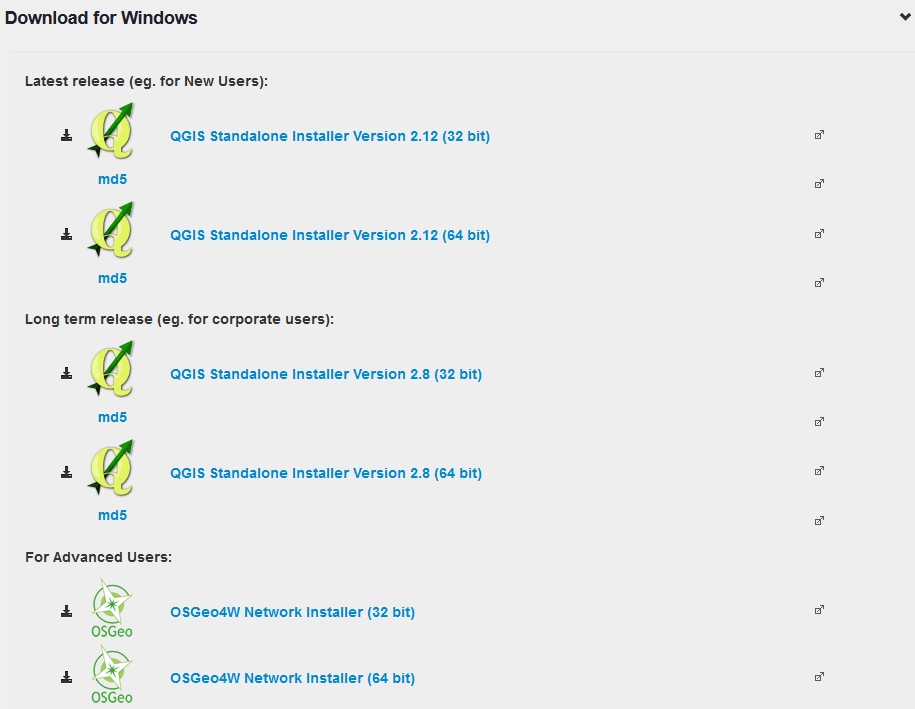 Download for Windows
Latest release (eg. for New Users):
QGIS Standalone Installer Version 2.12 (32 bit)
md5
QGIS Standalone Installer Version 2.12 (64 bit)
md5
Long term release (eg. for corporate users):
QGIS Standalone Installer Version 2.8 (32 bit)
md5
QGIS Standalone Installer Version 2.8 (64 bit)
md5
For Advanced Users:
OSGeo4W Network Installer (32 bit)
OSGeo
OSGeo4W Network Installer (64 bit)
OSGeo